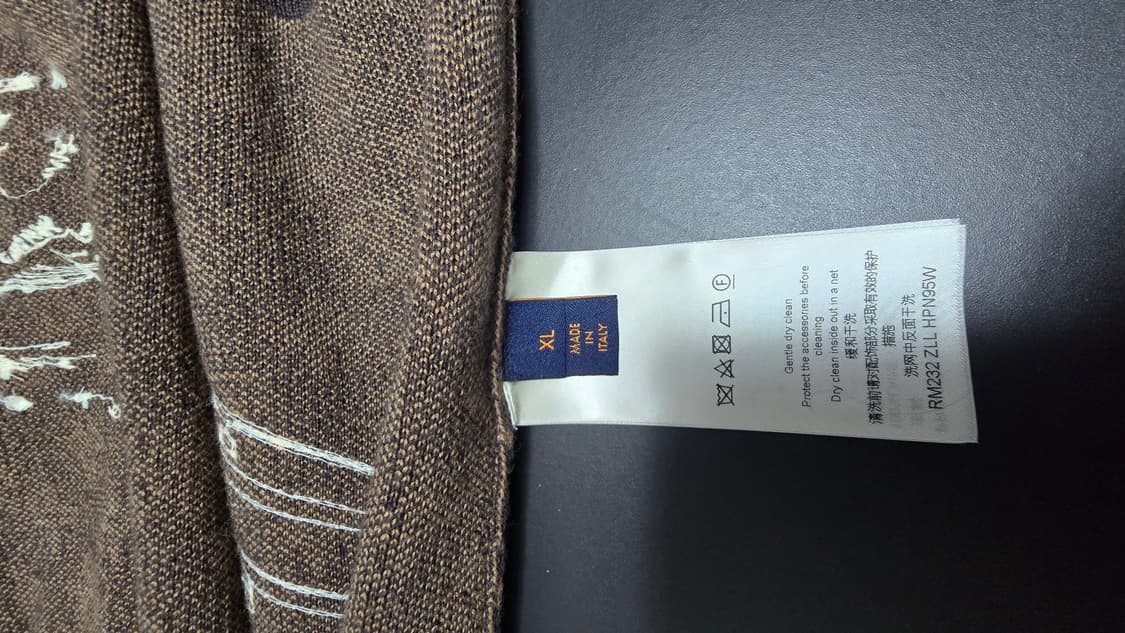 XL
MADE
IN
ITALY
F
Gentle dry clean
Protect the accessories before
cleaning
Dry clean inside out in a net
缓和干洗
清洗前请对配饰部分采取有效的保护
措施
洗网中反面干洗
RM232 ZLL HPN95W